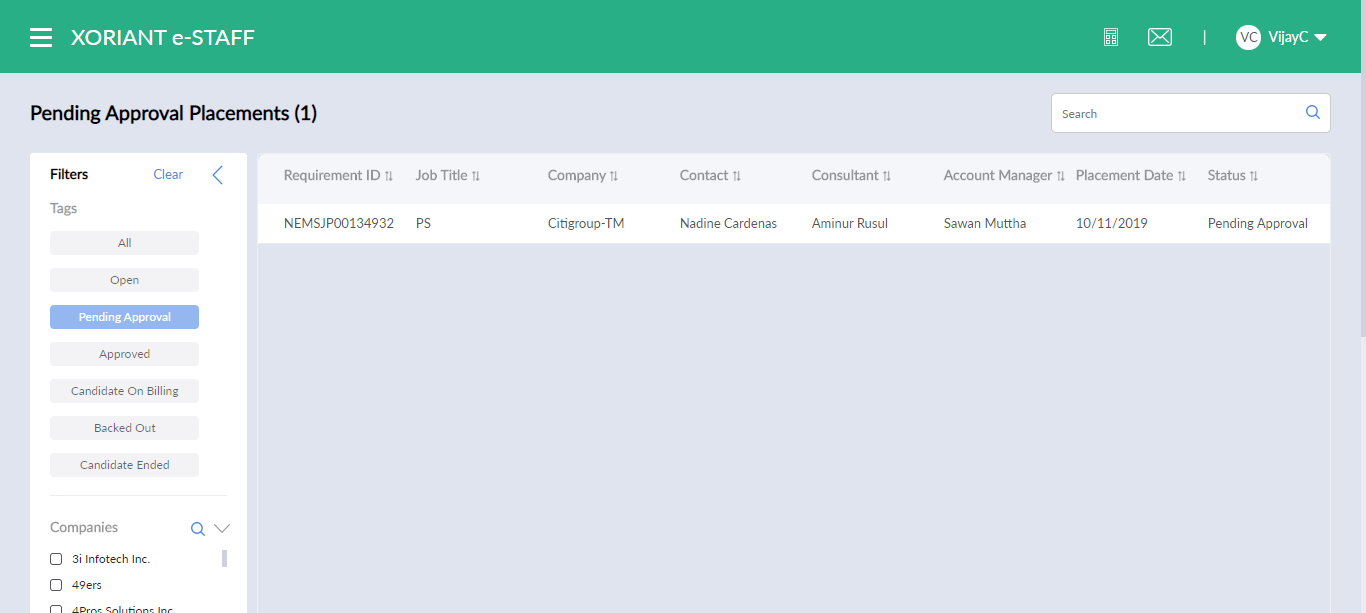 XORIANT e-STAFF
|
VC VijayC
Pending Approval Placements (1)
Search
Filters Clear
Tags
All
Open
Pending Approval
Approved
Candidate On Billing
Backed Out
Candidate Ended
Companies
3i Infotech Inc.
49ers
4Pros Solutions Inc
Requirement ID Job Title Company Contact Consultant Account Manager Placement Date Status
NEMSJP00134932 PS Citigroup-TM Nadine Cardenas Aminur Rusul Sawan Muttha 10/11/2019 Pending Approval